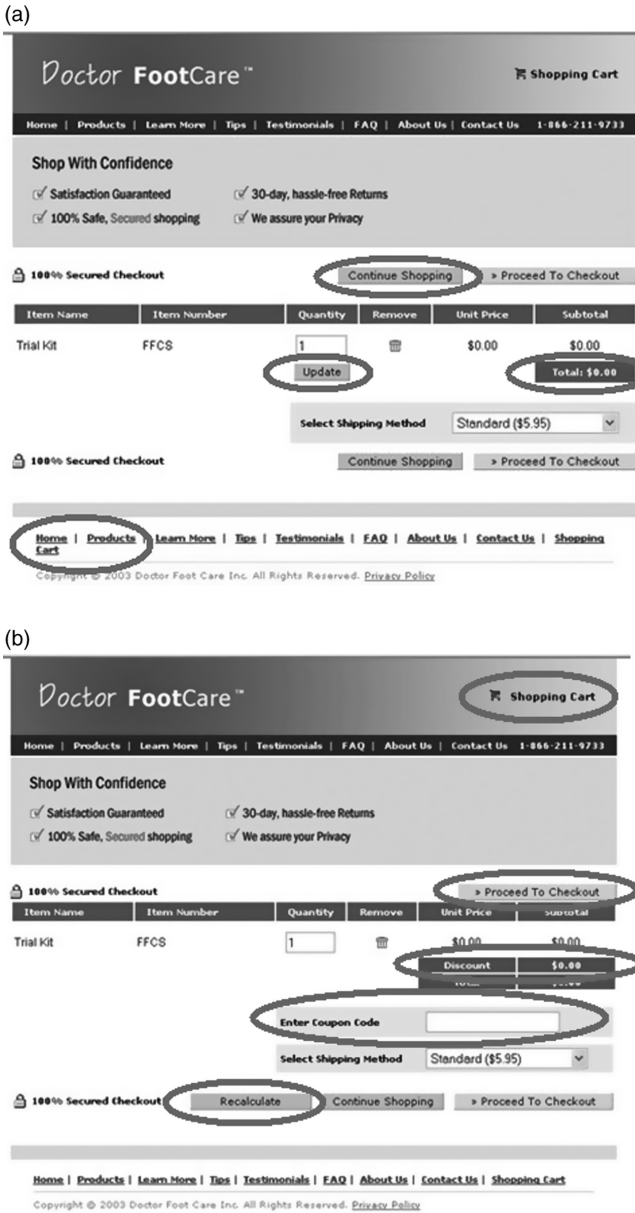 (a)
Doctor FootCare™
Shopping Cart
Home | Products | Learn More | Tips | Testimonials | FAQ | About Us | Contact Us 1-866-211-9733
Shop With Confidence
Satisfaction Guaranteed 30-day, hassle-free Returns
100% Safe, Secured shopping We assure your Privacy
100% Secured Checkout Continue Shopping » Proceed To Checkout
Item Name Item Number Quantity Remove Unit Price Subtotal
Trial Kit FFCS 1 $0.00 $0.00
Update Total: $0.00
Select Shipping Method Standard ($5.95)
100% Secured Checkout Continue Shopping » Proceed To Checkout
Home | Products | Learn More | Tips | Testimonials | FAQ | About Us | Contact Us | Shopping
Cart
Copyright © 2003 Doctor Foot Care Inc. All Rights Reserved. Privacy Policy
(b)
Doctor FootCare™
Shopping Cart
Home | Products | Learn More | Tips | Testimonials | FAQ | About Us | Contact Us 1-866-211-9733
Shop With Confidence
Satisfaction Guaranteed 30-day, hassle-free Returns
100% Safe, Secured shopping We assure your Privacy
100% Secured Checkout » Proceed To Checkout
Item Name Item Number Quantity Remove Unit Price Subtotal
Trial Kit FFCS 1 $0.00 $0.00
Discount $0.00
Total $0.00
Enter Coupon Code
Select Shipping Method Standard ($5.95)
100% Secured Checkout Recalculate Continue Shopping » Proceed To Checkout
Home | Products | Learn More | Tips | Testimonials | FAQ | About Us | Contact Us | Shopping Cart
Copyright © 2003 Doctor Foot Care Inc. All Rights Reserved. Privacy Policy